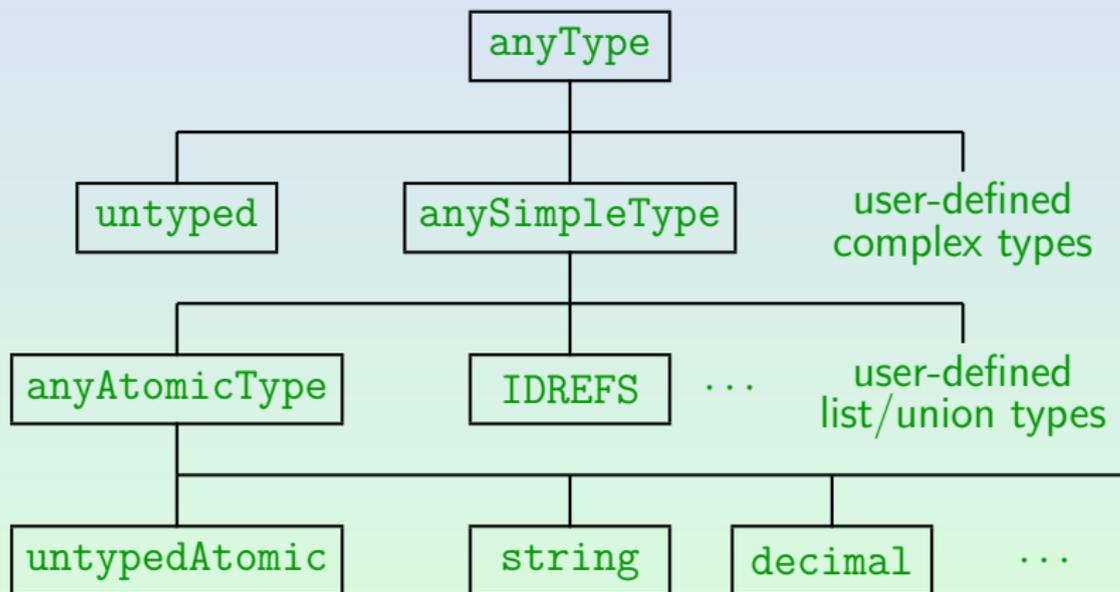 anyType
untyped
anySimpleType
user-defined
complex types
anyAtomicType
IDREFS
...
user-defined
list/union types
untypedAtomic
string
decimal
...